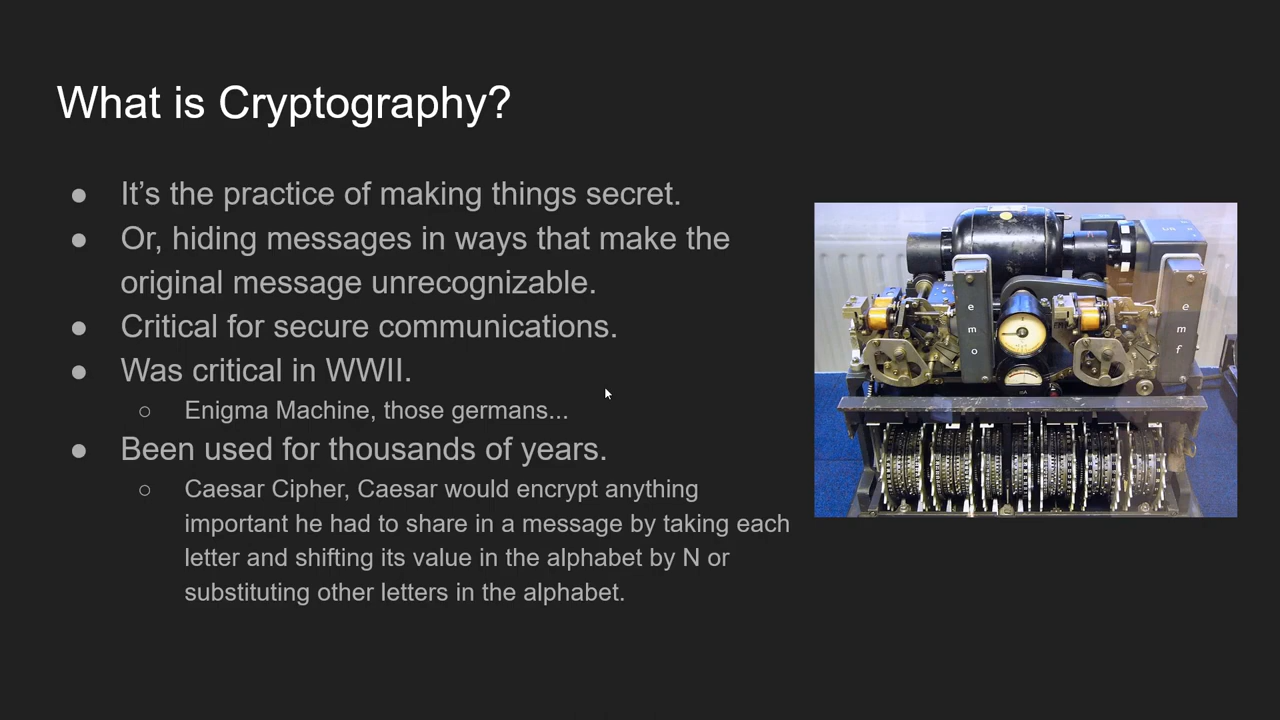 What is Cryptography?
● It’s the practice of making things secret.
● Or, hiding messages in ways that make the
original message unrecognizable.
● Critical for secure communications.
● Was critical in WWII.
○ Enigma Machine, those germans...
● Been used for thousands of years.
○ Caesar Cipher, Caesar would encrypt anything
important he had to share in a message by taking each
letter and shifting its value in the alphabet by N or
substituting other letters in the alphabet.
e
m
o
e
m
f